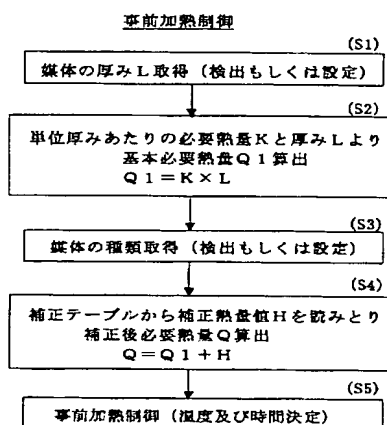 事前加熱制御
(S1)
媒体の厚みL取得(検出もしくは設定)
(S2)
単位厚みあたりの必要熱量Kと厚みLより
基本必要熱量Q1算出
Q1=K×L
(S3)
媒体の種類取得(検出もしくは設定)
(S4)
補正テーブルから補正熱量値Hを読みとり
補正後必要熱量Q算出
Q=Q1+H
(S5)
事前加熱制御(温度及び時間決定)